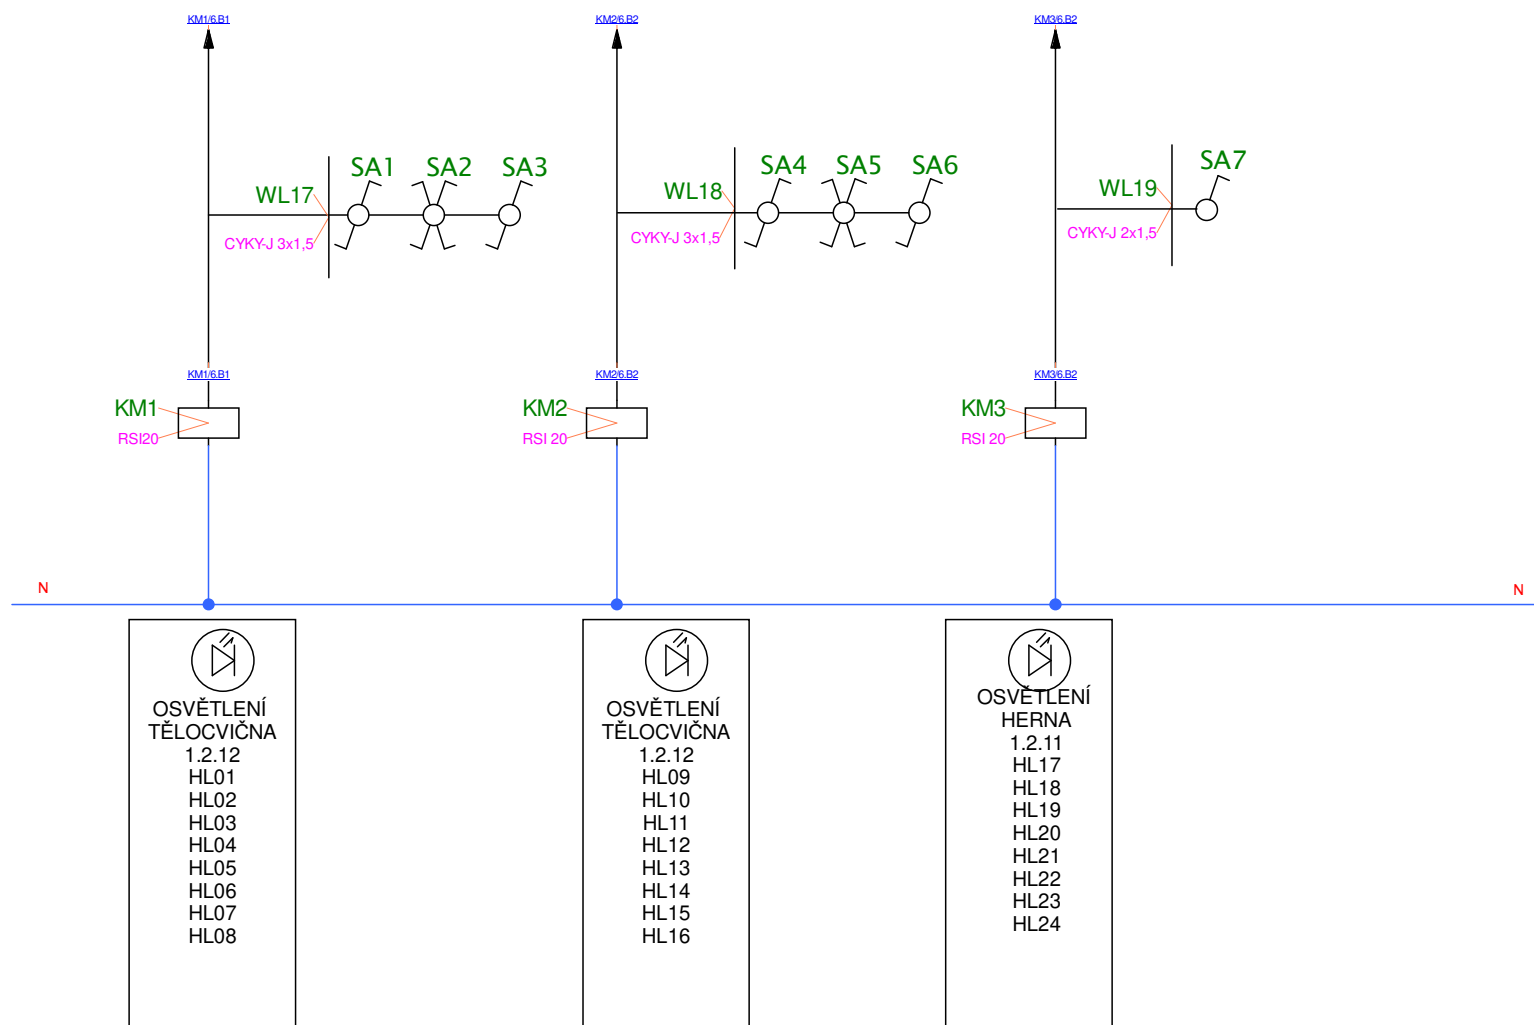 KM1/6.B1
KM2/6.B2
KM3/6.B2
SA1
SA2
SA3
WL17
CYKY-J 3x1,5
SA4
SA5
SA6
WL18
CYKY-J 3x1,5
SA7
WL19
CYKY-J 2x1,5
KM1/6.B1
KM2/6.B2
KM3/6.B2
KM1
RSI20
KM2
RSI 20
KM3
RSI 20
N
N
OSVĚTLENÍ
TĚLOCVIČNA
1.2.12
HL01
HL02
HL03
HL04
HL05
HL06
HL07
HL08
OSVĚTLENÍ
TĚLOCVIČNA
1.2.12
HL09
HL10
HL11
HL12
HL13
HL14
HL15
HL16
OSVĚTLENÍ
HERNA
1.2.11
HL17
HL18
HL19
HL20
HL21
HL22
HL23
HL24